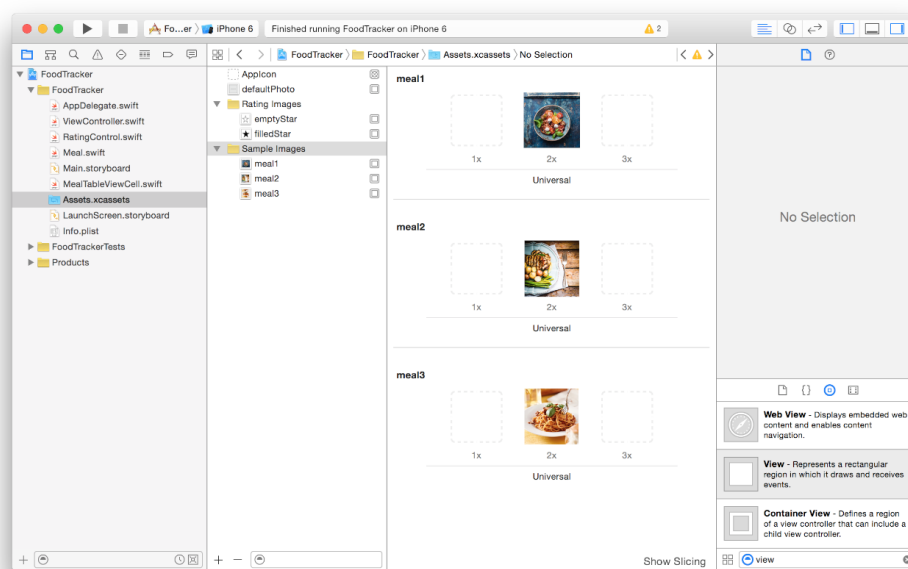 Fo...er
iPhone 6
Finished running FoodTracker on iPhone 6
2
FoodTracker
FoodTracker
AppDelegate.swift
ViewController.swift
RatingControl.swift
Meal.swift
Main.storyboard
MealTableViewCell.swift
Assets.xcassets
LaunchScreen.storyboard
Info.plist
FoodTrackerTests
Products
FoodTracker
FoodTracker
Assets.xcassets
No Selection
AppIcon
defaultPhoto
Rating Images
emptyStar
filledStar
Sample Images
meal1
meal2
meal3
meal1
1x 2x 3x
Universal
meal2
1x 2x 3x
Universal
meal3
1x 2x 3x
Universal
Show Slicing
No Selection
{}
Web View - Displays embedded web
content and enables content
navigation.
View - Represents a rectangular
region in which it draws and receives
events.
Container View - Defines a region
of a view controller that can include a
child view controller.
view